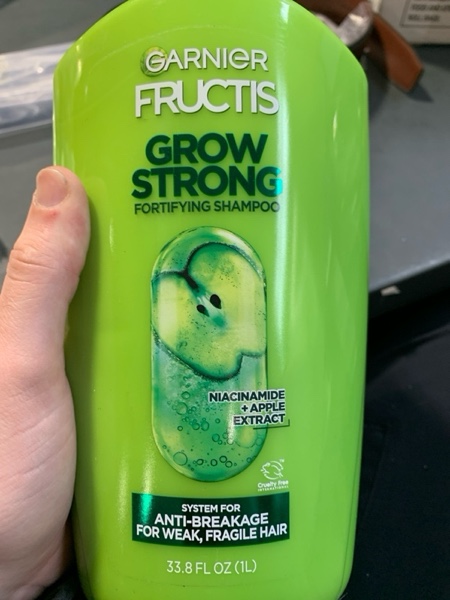 GARNIER
FRUCTIS
GROW
STRONG
FORTIFYING SHAMPOO
NIACINAMIDE
+ APPLE
EXTRACT
Cruelty Free
INTERNATIONAL
SYSTEM FOR
ANTI-BREAKAGE
FOR WEAK, FRAGILE HAIR
33.8 FL OZ (1L)